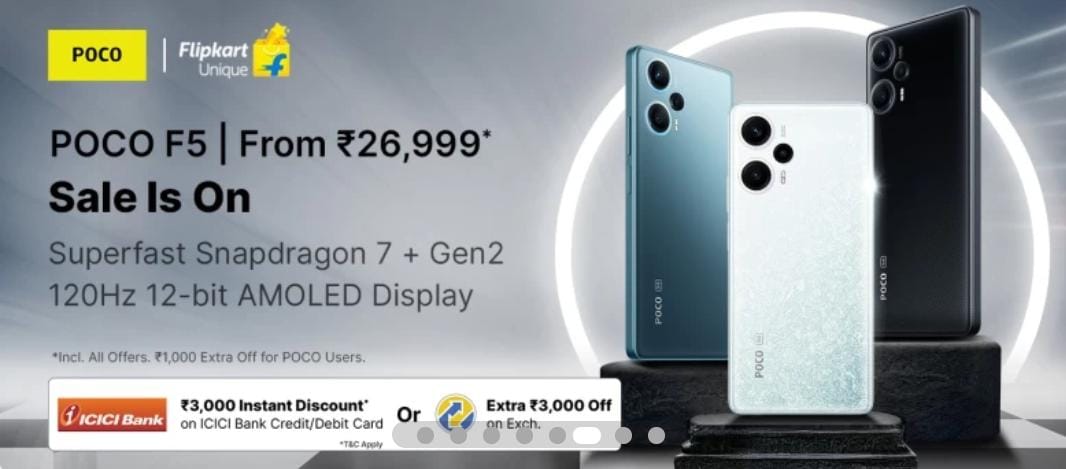 POCO
Flipkart
Unique
POCO F5 | From ₹26,999*
Sale Is On
Superfast Snapdragon 7 + Gen2
120Hz 12-bit AMOLED Display
*Incl. All Offers. ₹1,000 Extra Off for POCO Users.
ICICI Bank
₹3,000 Instant Discount*
on ICICI Bank Credit/Debit Card
*T&C Apply
Or
Extra ₹3,000 Off
on Exch.
POCO
POCO
POCO